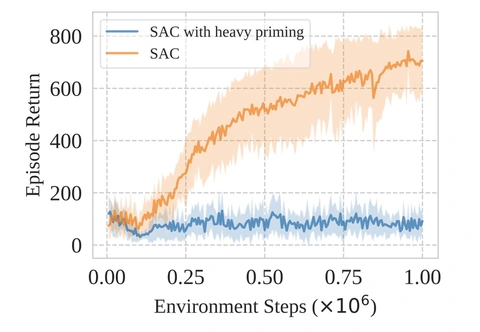 SAC with heavy priming
SAC
Episode Return
800
600
400
200
0
0.00 0.25 0.50 0.75 1.00
Environment Steps (×10⁶)